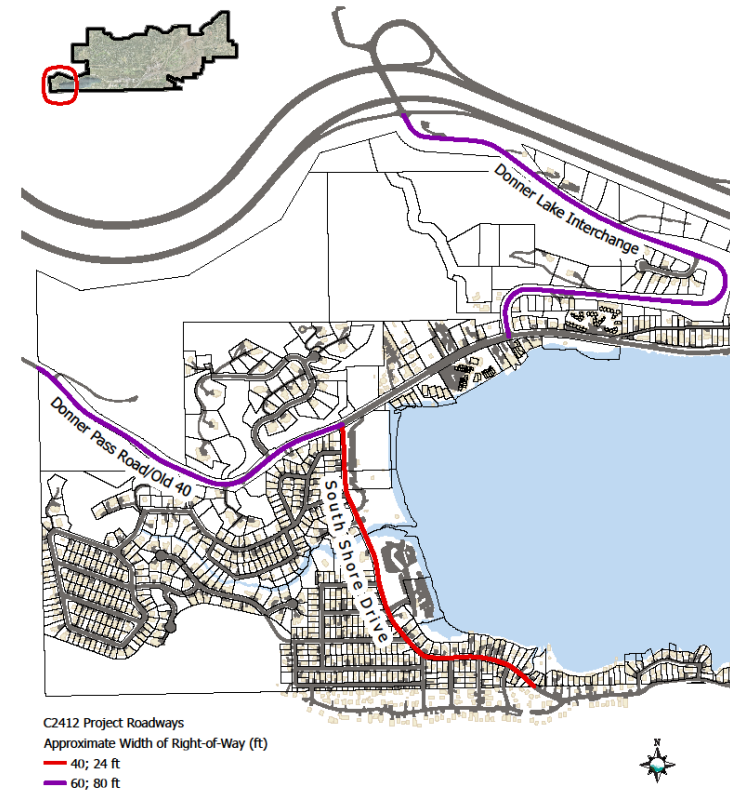 Donner Lake Interchange
Donner Pass Road/Old 40
South Shore Drive
C2412 Project Roadways
Approximate Width of Right-of-Way (ft)
40; 24 ft
60; 80 ft
N